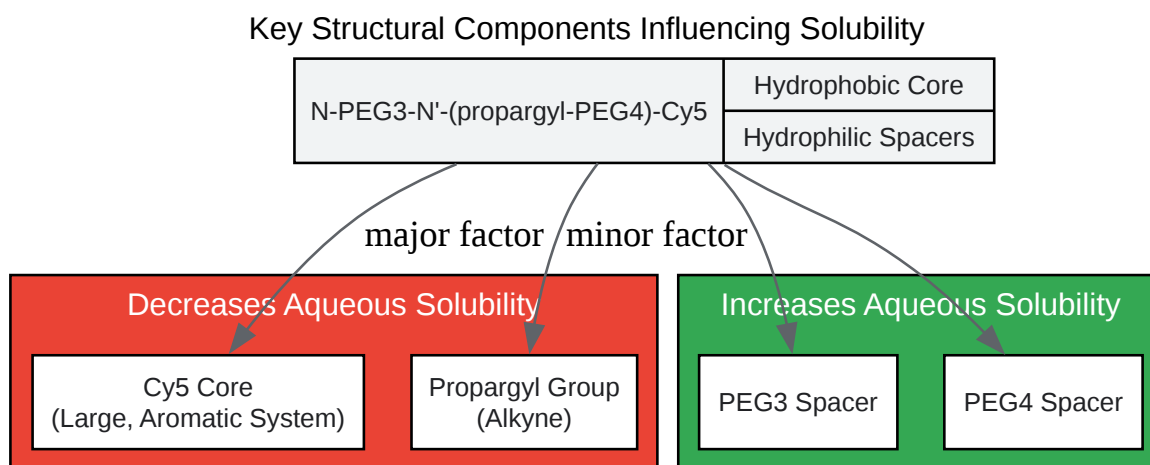 Key Structural Components Influencing Solubility
N-PEG3-N'-(propargyl-PEG4)-Cy5
Hydrophobic Core
Hydrophilic Spacers
major factor
minor factor
Decreases Aqueous Solubility
Increases Aqueous Solubility
Cy5 Core
(Large, Aromatic System)
Propargyl Group
(Alkyne)
PEG3 Spacer
PEG4 Spacer